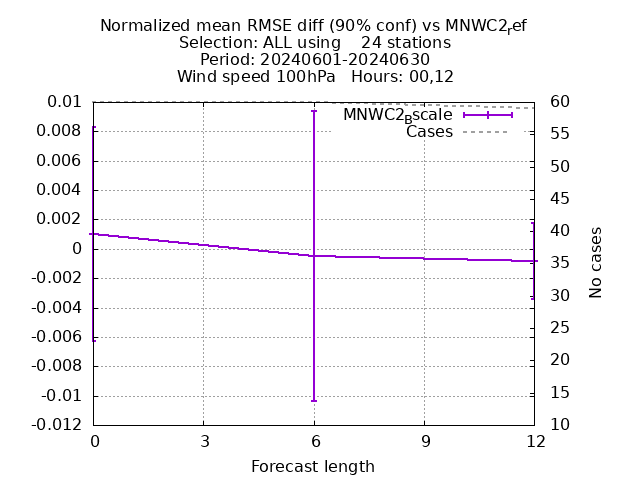 Normalized mean RMSE diff (90% conf) vs MNWC2ref
Selection: ALL using    24 stations
Period: 20240601-20240630
Wind speed 100hPa   Hours: 00,12
MNWC2Bscale
Cases
0.01
0.008
0.006
0.004
0.002
0
-0.002
-0.004
-0.006
-0.008
-0.01
-0.012
60
55
50
45
40
35
30
25
20
15
10
No cases
0 3 6 9 12
Forecast length